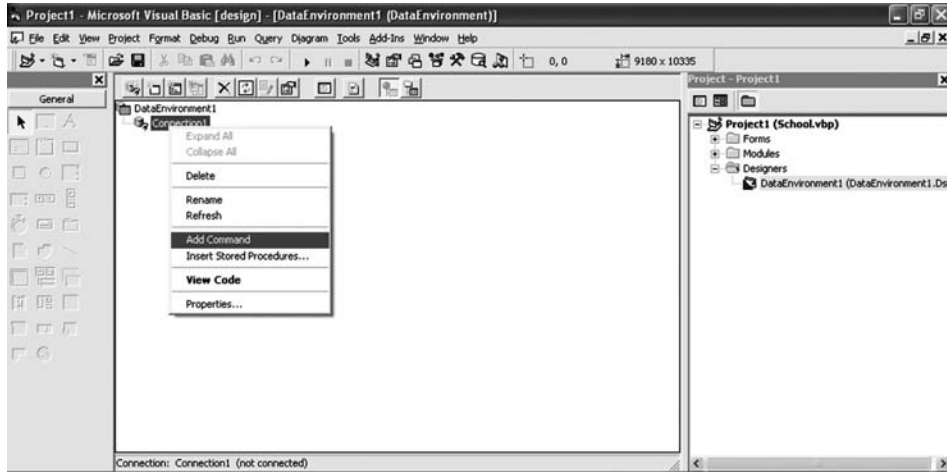 Project1 - Microsoft Visual Basic [design] - [DataEnvironment1 (DataEnvironment)]
File Edit View Project Format Debug Run Query Diagram Tools Add-Ins Window Help
0, 0
9180 x 10335
General
DataEnvironment1
Connection1
Expand All
Collapse All
Delete
Rename
Refresh
Add Command
Insert Stored Procedures...
View Code
Properties...
Connection: Connection1 (not connected)
Project - Project1
Project1 (School.vbp)
Forms
Modules
Designers
DataEnvironment1 (DataEnvironment1.Ds